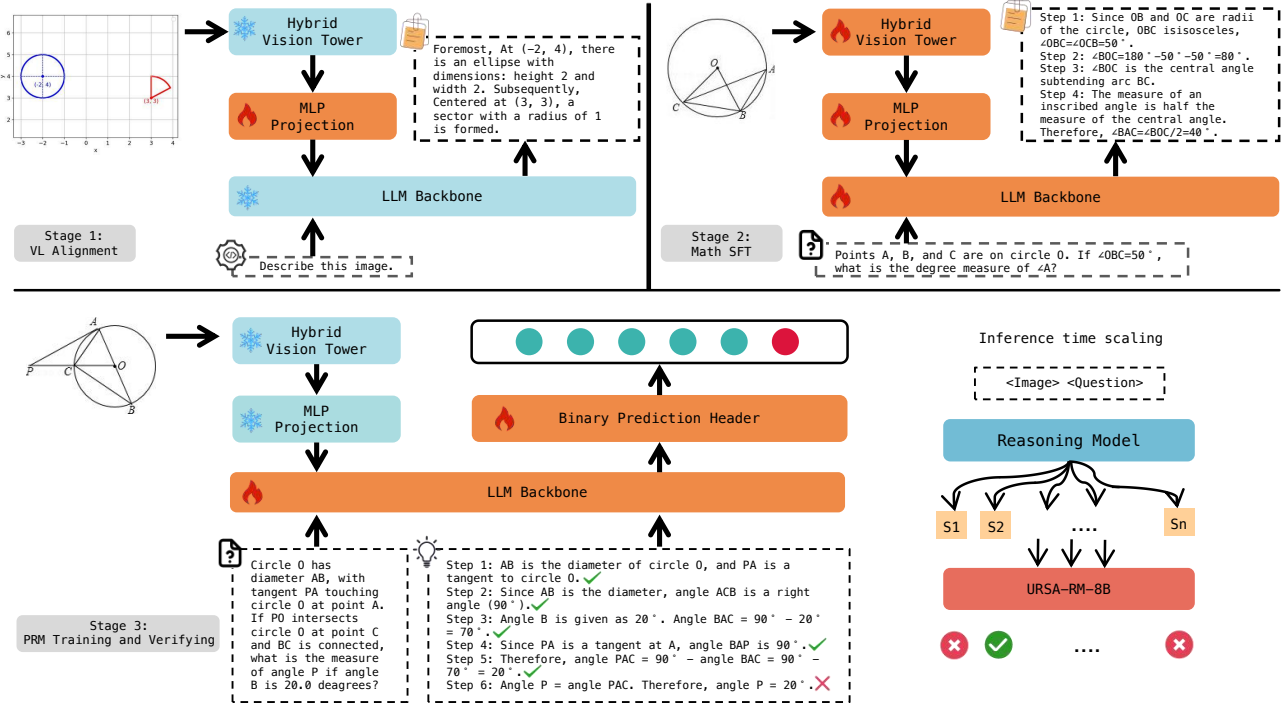 6
5
4
3
2
y
−3
−2
−1
0
1
2
3
4
x
(-2, 4)
(3, 3)
Hybrid
Vision Tower
MLP
Projection
LLM Backbone
Foremost, At (−2, 4), there
is an ellipse with
dimensions: height 2 and
width 2. Subsequently,
Centered at (3, 3), a
sector with a radius of 1
is formed.
Stage 1:
VL Alignment
Describe this image.
O
A
C
B
Hybrid
Vision Tower
MLP
Projection
LLM Backbone
Step 1: Since OB and OC are radii
of the circle, OBC isisosceles,
∠OBC=∠OCB=50°.
Step 2: ∠BOC=180°−50°−50°=80°.
Step 3: ∠BOC is the central angle
subtending arc BC.
Step 4: The measure of an
inscribed angle is half the
measure of the central angle.
Therefore, ∠BAC=∠BOC/2=40°.
Stage 2:
Math SFT
Points A, B, and C are on circle O. If ∠OBC=50°,
what is the degree measure of ∠A?
A
P
C
O
B
Hybrid
Vision Tower
MLP
Projection
Binary Prediction Header
LLM Backbone
Stage 3:
PRM Training and Verifying
Circle O has
diameter AB, with
tangent PA touching
circle O at point A.
If PO intersects
circle O at point C
and BC is connected,
what is the measure
of angle P if angle
B is 20.0 deagrees?
Step 1: AB is the diameter of circle O, and PA is a
tangent to circle O.
Step 2: Since AB is the diameter, angle ACB is a right
angle (90°).
Step 3: Angle B is given as 20°. Angle BAC = 90° − 20°
= 70°.
Step 4: Since PA is a tangent at A, angle BAP is 90°.
Step 5: Therefore, angle PAC = 90° − angle BAC = 90° −
70° = 20°.
Step 6: Angle P = angle PAC. Therefore, angle P = 20°.
Inference time scaling
<Image> <Question>
Reasoning Model
S1
S2
....
Sn
URSA−RM−8B
....